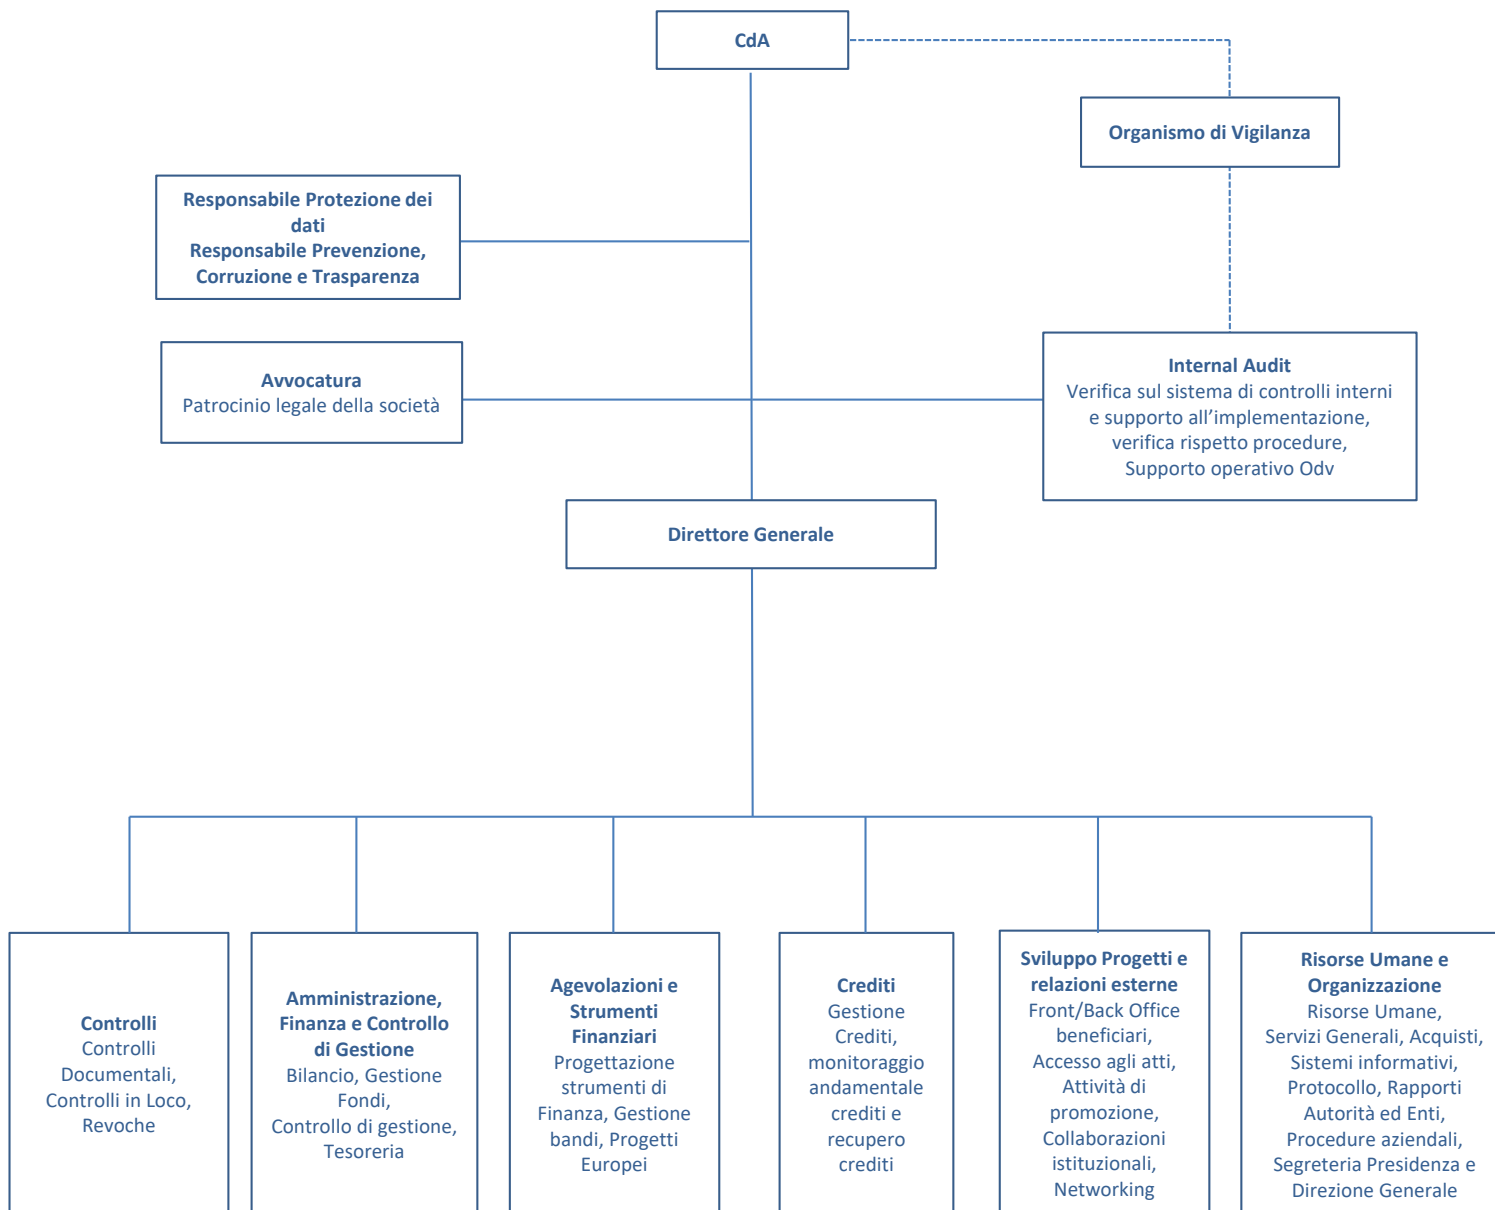 CdA
Organismo di Vigilanza
Responsabile Protezione dei
dati
Responsabile Prevenzione,
Corruzione e Trasparenza
Avvocatura
Patrocinio legale della società
Internal Audit
Verifica sul sistema di controlli interni
e supporto all’implementazione,
verifica rispetto procedure,
Supporto operativo Odv
Direttore Generale
Controlli
Controlli
Documentali,
Controlli in Loco,
Revoche
Amministrazione,
Finanza e Controllo
di Gestione
Bilancio, Gestione
Fondi,
Controllo di gestione,
Tesoreria
Agevolazioni e
Strumenti
Finanziari
Progettazione
strumenti di
Finanza, Gestione
bandi, Progetti
Europei
Crediti
Gestione
Crediti,
monitoraggio
andamentale
crediti e
recupero
crediti
Sviluppo Progetti e
relazioni esterne
Front/Back Office
beneficiari,
Accesso agli atti,
Attività di
promozione,
Collaborazioni
istituzionali,
Networking
Risorse Umane e
Organizzazione
Risorse Umane,
Servizi Generali, Acquisti,
Sistemi informativi,
Protocollo, Rapporti
Autorità ed Enti,
Procedure aziendali,
Segreteria Presidenza e
Direzione Generale